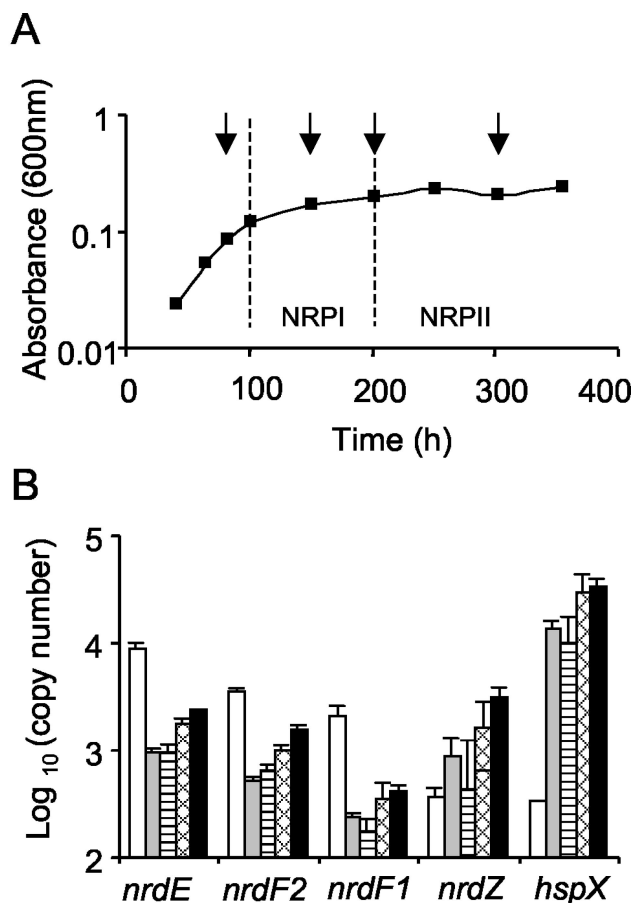 A
Absorbance (600nm)
1
0.1
0.01
NRPI
NRPII
0
100
200
300
400
Time (h)
B
Log 10 (copy number)
5
4
3
2
nrdE
nrdF2
nrdF1
nrdZ
hspX